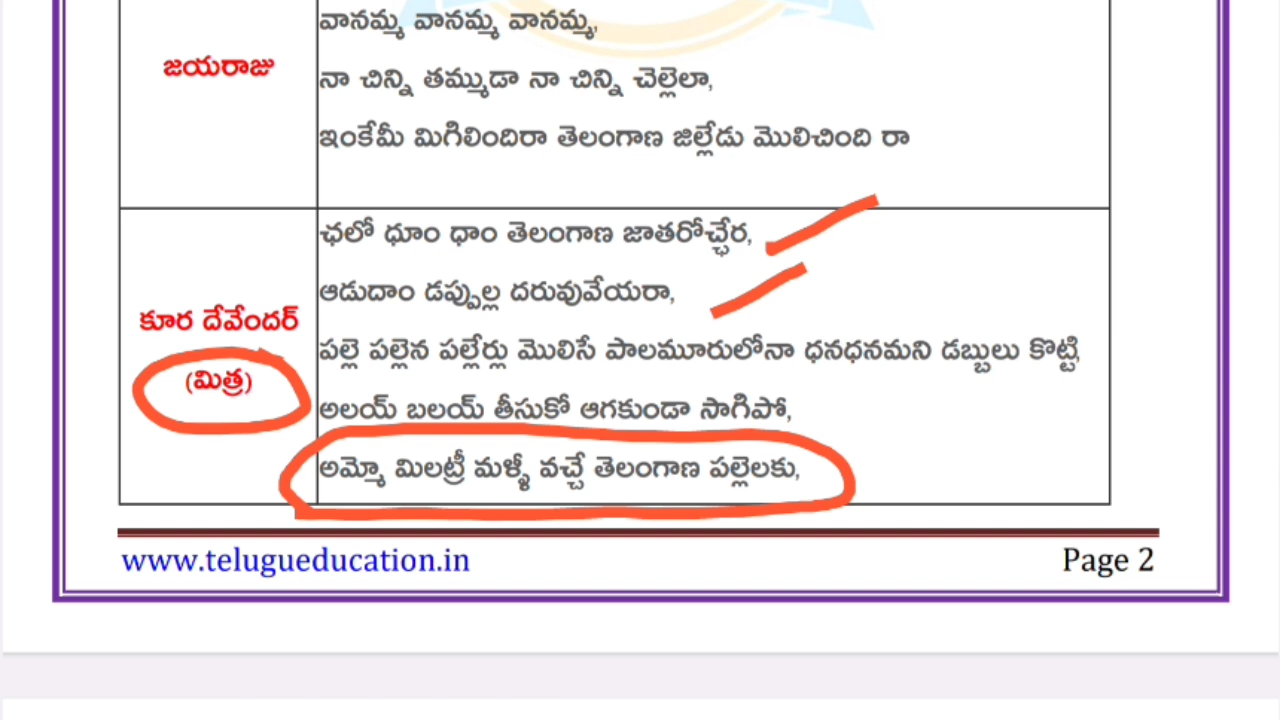 వానమ్మ వానమ్మ వానమ్మ,
జయరాజు
నా చిన్ని తమ్ముడా నా చిన్ని చెల్లెలా,
ఇంకేమీ మిగిలిందిరా తెలంగాణ జిల్లేడు మొలిచింది రా
ఛలో ధూం ధాం తెలంగాణ జాతరోచ్ఛేర,
ఆడుదాం డప్పుల్ల దరువువేయరా,
కూర దేవేందర్
(మిత్ర)
పల్లె పల్లెన పల్లేర్లు మొలిసే పాలమూరులోనా ధనధనమని డబ్బులు కొట్టి
అలయ్ బలయ్ తీసుకో ఆగకుండా సాగిపో,
అమ్మో మిలట్రీ మళ్ళీ వచ్చే తెలంగాణ పల్లెలకు,
www.telugueducation.in
Page 2